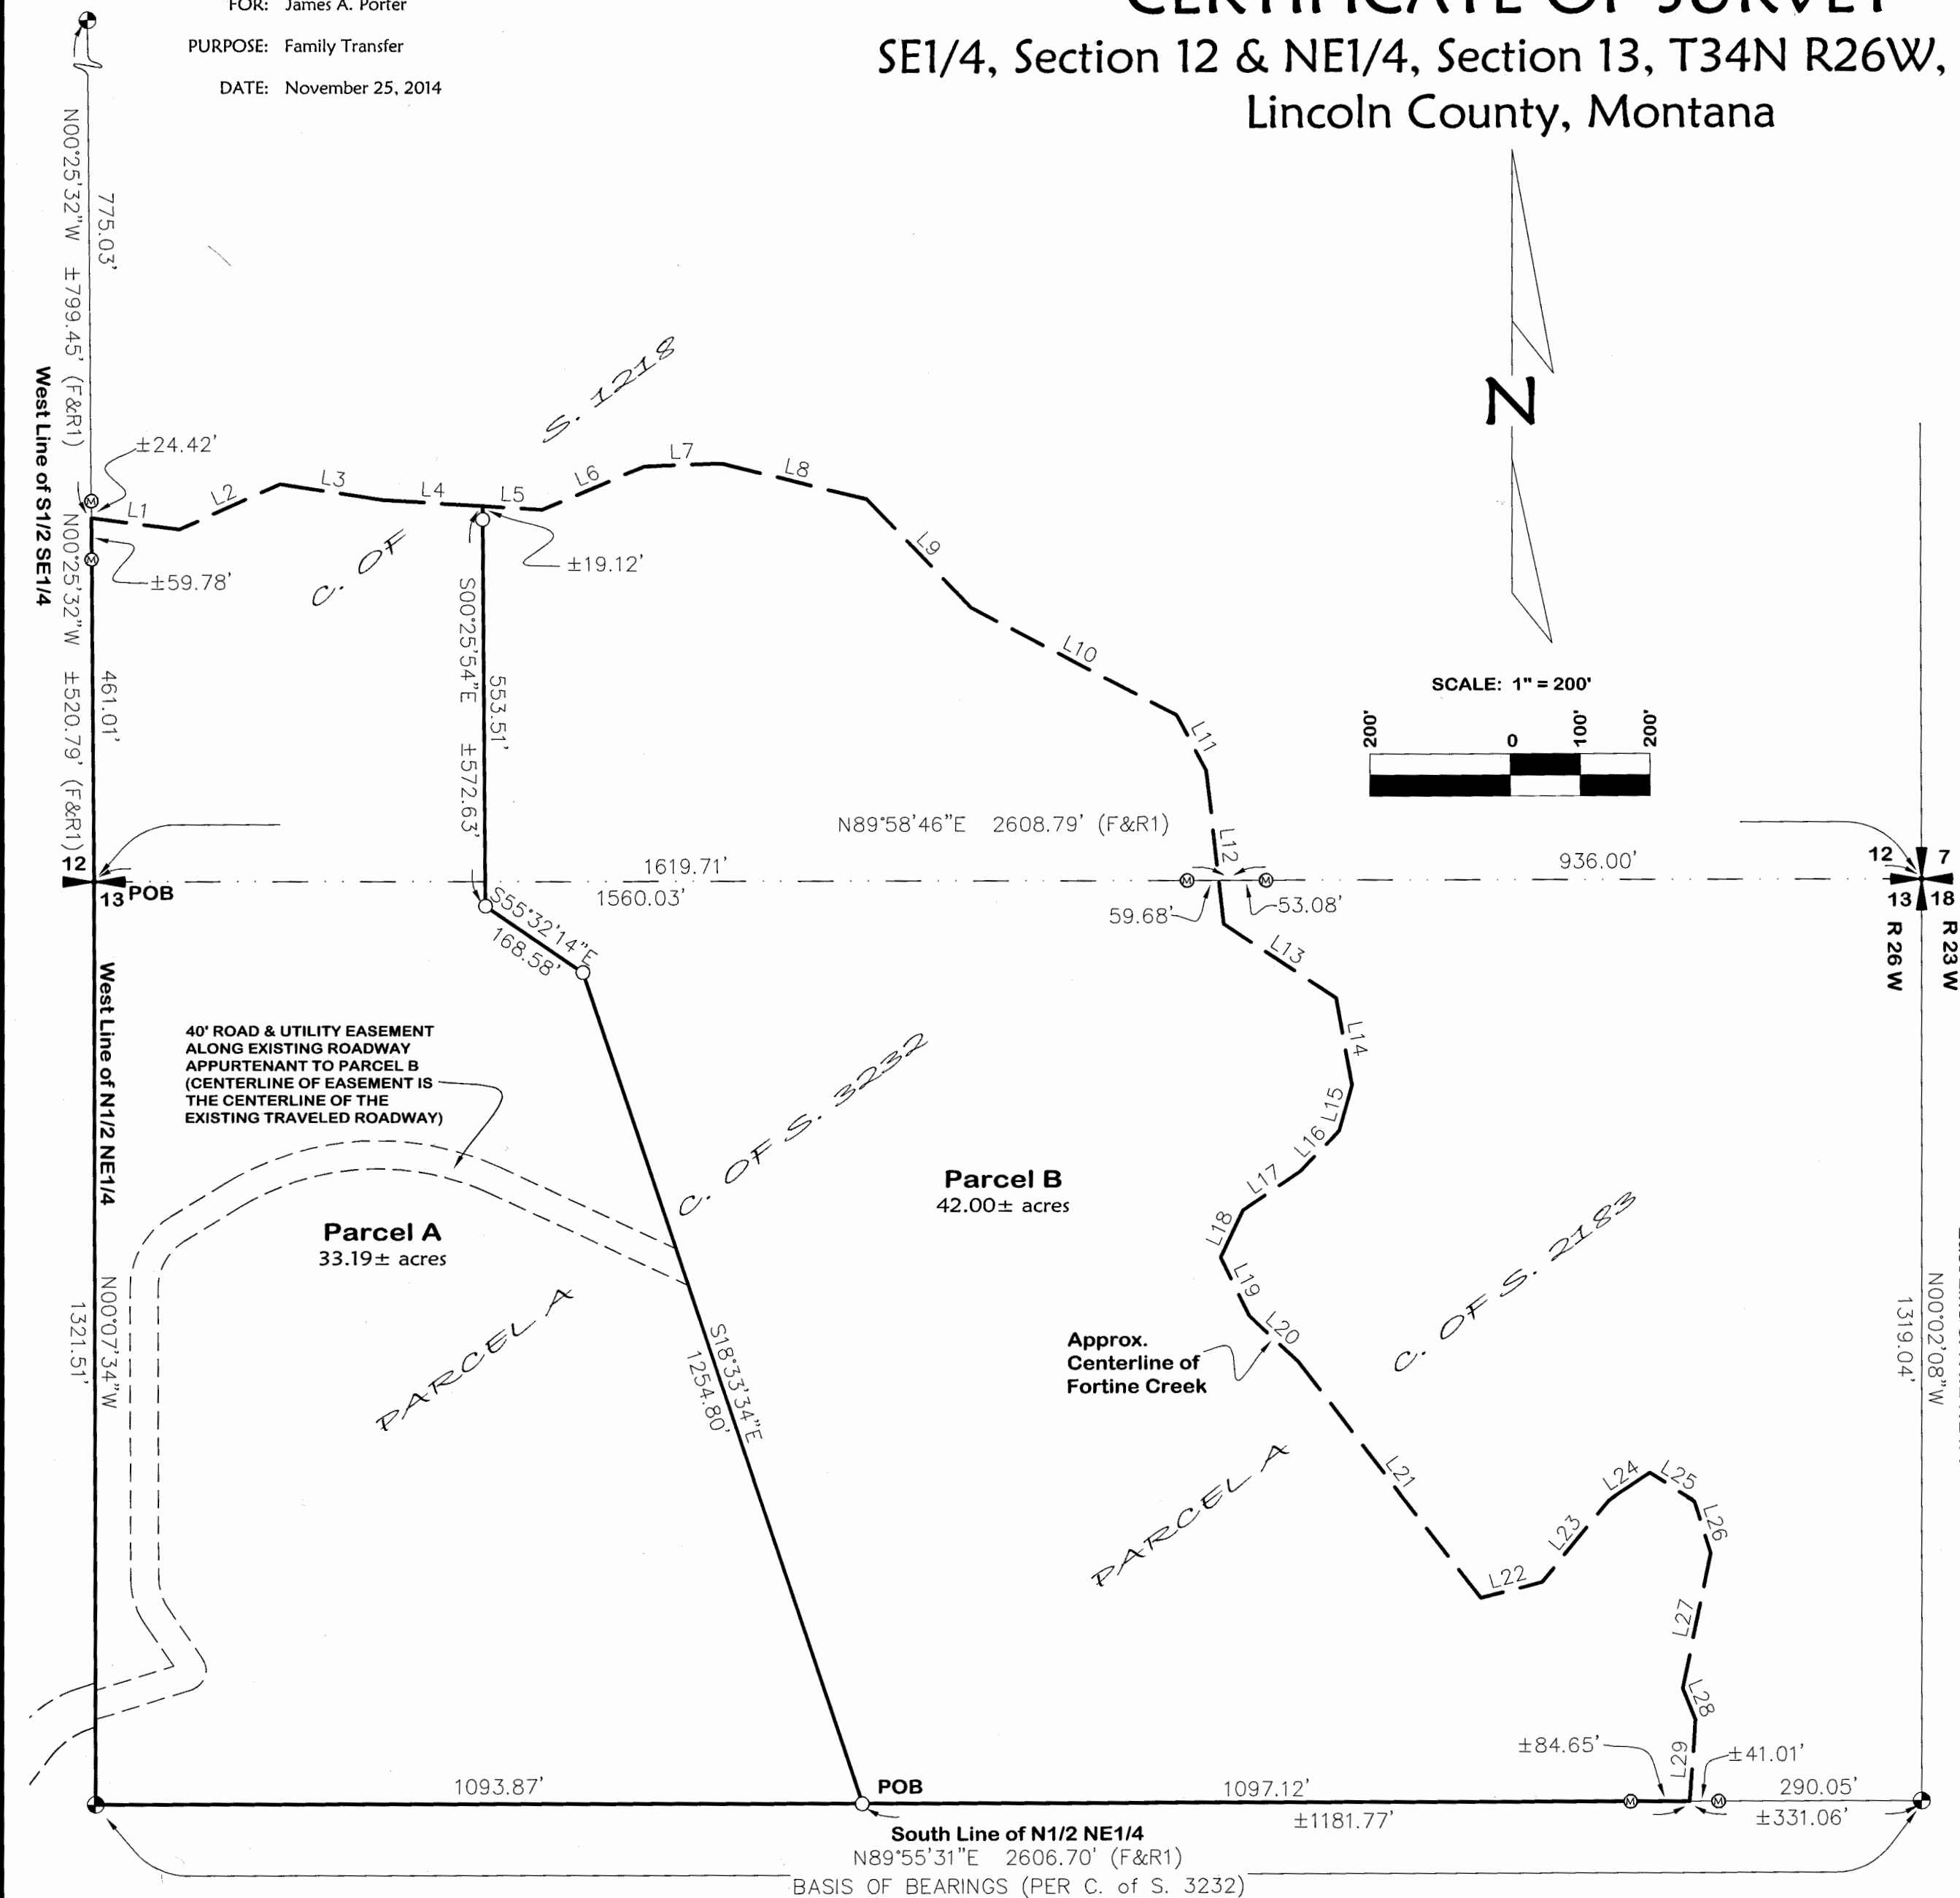 FOR: James A. Porter
PURPOSE: Family Transfer
DATE: November 25, 2014
CERTIFICATE OF SURVEY
SE1/4, Section 12 & NE1/4, Section 13, T34N R26W,
Lincoln County, Montana
N00°25'32"W ±799.45' (F&R1)
775.03'
West Line of S1/2 SE1/4
±24.42'
±59.78'
N00°25'32"W ±520.79' (F&R1)
461.01'
L1
L2
L3
L4
L5
L6
L7
L8
L9
L10
L11
L12
C. OF S. 1218
±19.12'
S00°25'54"E ±572.63'
553.51'
N
SCALE: 1" = 200'
200' 0 100' 200'
N89°58'46"E 2608.79' (F&R1)
1619.71'
1560.03'
936.00'
59.68'
53.08'
12
13
POB
12 7
13 18
R 26 W
R 23 W
S55°32'14"E
168.58'
L13
L14
L15
L16
L17
L18
L19
L20
L21
L22
L23
L24
L25
L26
L27
L28
L29
West Line of N1/2 NE1/4
40' ROAD & UTILITY EASEMENT
ALONG EXISTING ROADWAY
APPURTENANT TO PARCEL B
(CENTERLINE OF EASEMENT IS
THE CENTERLINE OF THE
EXISTING TRAVELED ROADWAY)
C. OF S. 3232
Parcel B
42.00± acres
Parcel A
33.19± acres
PARCEL A
C. OF S. 2183
PARCEL A
Approx.
Centerline of
Fortine Creek
N00°07'34"W
1321.51'
S18°33'34"E
1254.80'
N00°02'08"W
1319.04'
±84.65'
±41.01'
1093.87'
POB
1097.12'
±1181.77'
290.05'
±331.06'
South Line of N1/2 NE1/4
N89°55'31"E 2606.70' (F&R1)
BASIS OF BEARINGS (PER C. of S. 3232)